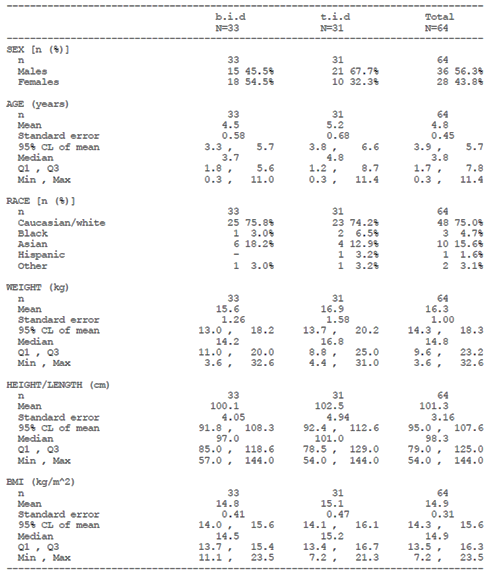 b.i.d t.i.d Total
N=33 N=31 N=64
SEX [n (%)]
n 33 31 64
Males 15 45.5% 21 67.7% 36 56.3%
Females 18 54.5% 10 32.3% 28 43.8%
AGE (years)
n 33 31 64
Mean 4.5 5.2 4.8
Standard error 0.58 0.68 0.45
95% CL of mean 3.3 , 5.7 3.8 , 6.6 3.9 , 5.7
Median 3.7 4.8 3.8
Q1 , Q3 1.8 , 5.6 1.2 , 8.7 1.7 , 7.8
Min , Max 0.3 , 11.0 0.3 , 11.4 0.3 , 11.4
RACE [n (%)]
n 33 31 64
Caucasian/white 25 75.8% 23 74.2% 48 75.0%
Black 1 3.0% 2 6.5% 3 4.7%
Asian 6 18.2% 4 12.9% 10 15.6%
Hispanic - 1 3.2% 1 1.6%
Other 1 3.0% 1 3.2% 2 3.1%
WEIGHT (kg)
n 33 31 64
Mean 15.6 16.9 16.3
Standard error 1.26 1.58 1.00
95% CL of mean 13.0 , 18.2 13.7 , 20.2 14.3 , 18.3
Median 14.2 16.8 14.8
Q1 , Q3 11.0 , 20.0 8.8 , 25.0 9.6 , 23.2
Min , Max 3.6 , 32.6 4.4 , 31.0 3.6 , 32.6
HEIGHT/LENGTH (cm)
n 33 31 64
Mean 100.1 102.5 101.3
Standard error 4.05 4.94 3.16
95% CL of mean 91.8 , 108.3 92.4 , 112.6 95.0 , 107.6
Median 97.0 101.0 98.3
Q1 , Q3 85.0 , 118.6 78.5 , 129.0 79.0 , 125.0
Min , Max 57.0 , 144.0 54.0 , 144.0 54.0 , 144.0
BMI (kg/m^2)
n 33 31 64
Mean 14.8 15.1 14.9
Standard error 0.41 0.47 0.31
95% CL of mean 14.0 , 15.6 14.1 , 16.1 14.3 , 15.6
Median 14.5 15.2 14.9
Q1 , Q3 13.7 , 15.4 13.4 , 16.7 13.5 , 16.3
Min , Max 11.1 , 23.5 7.2 , 21.3 7.2 , 23.5